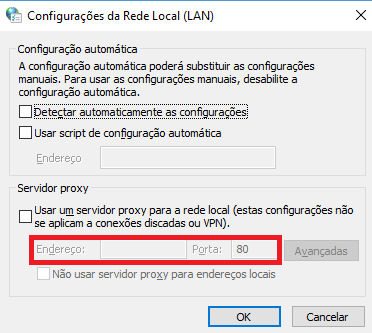 Configurações da Rede Local (LAN)
Configuração automática
A configuração automática poderá substituir as configurações
manuais. Para usar as configurações manuais, desabilite a
configuração automática.
Detectar automaticamente as configurações
Usar script de configuração automática
Endereço
Servidor proxy
Usar um servidor proxy para a rede local (estas configurações não
se aplicam a conexões discadas ou VPN).
Endereço: Porta: 80 Avançadas
Não usar servidor proxy para endereços locais
OK Cancelar